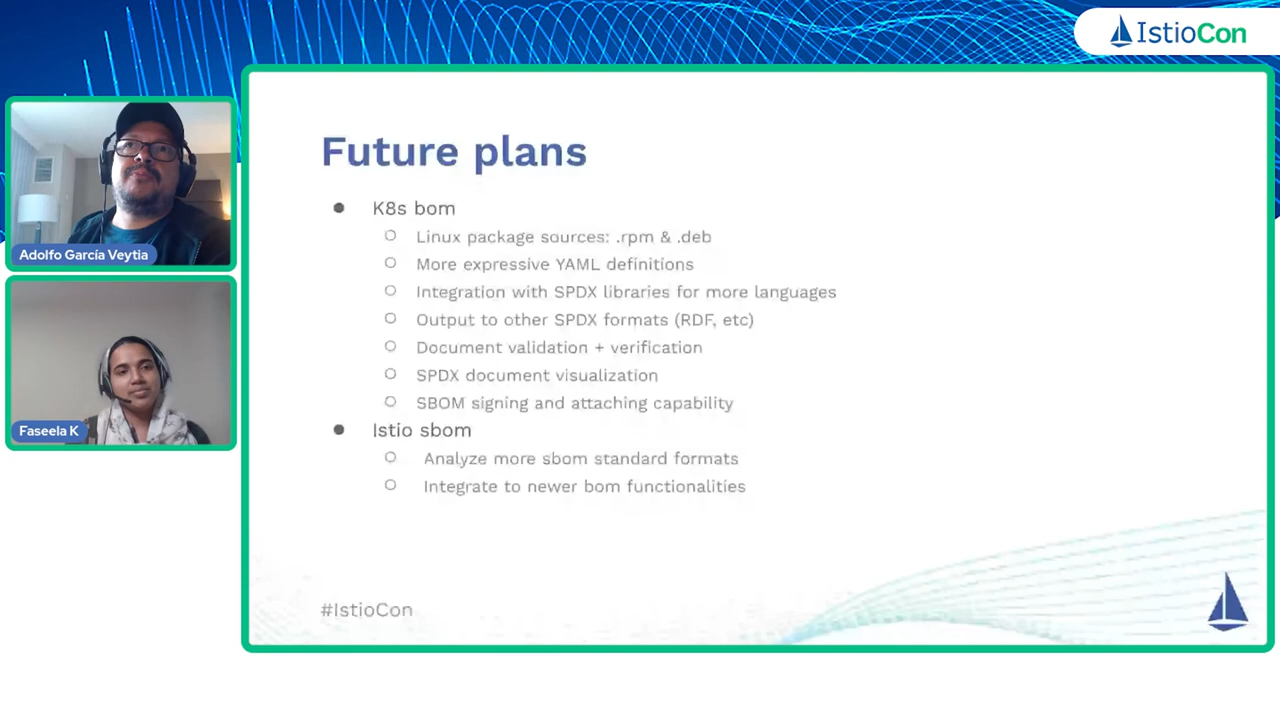 IstioCon
Future plans
K8s bom
Linux package sources: .rpm & .deb
More expressive YAML definitions
Integration with SPDX libraries for more languages
Output to other SPDX formats (RDF, etc)
Document validation + verification
SPDX document visualization
SBOM signing and attaching capability
Istio sbom
Analyze more sbom standard formats
Integrate to newer bom functionalities
#IstioCon
Adolfo García Veytia
Faseela K